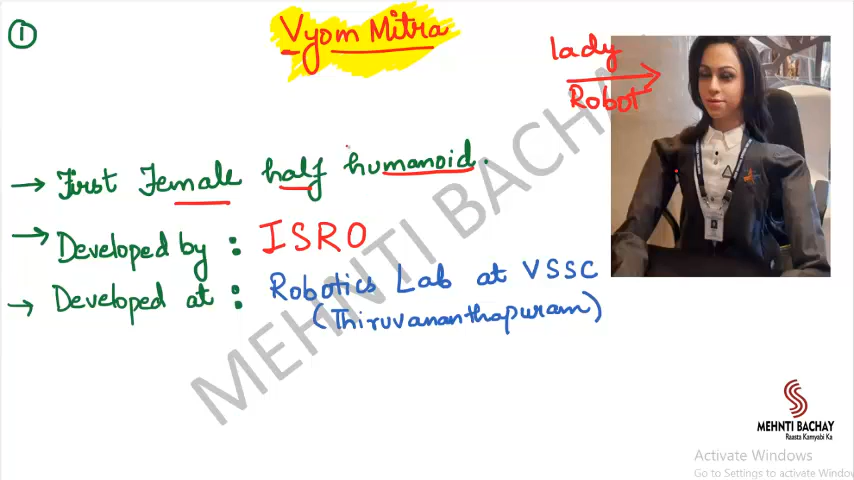 ①
Vyom Mitra
lady
Robot
→ First Female half humanoid.
→ Developed by : ISRO
→ Developed at : Robotics Lab at VSSC
(Thiruvananthapuram)
MEHNTI BACHAY
MEHNTI BACHAY
Raasta Kamyabi Ka
Activate Windows
Go to Settings to activate Window